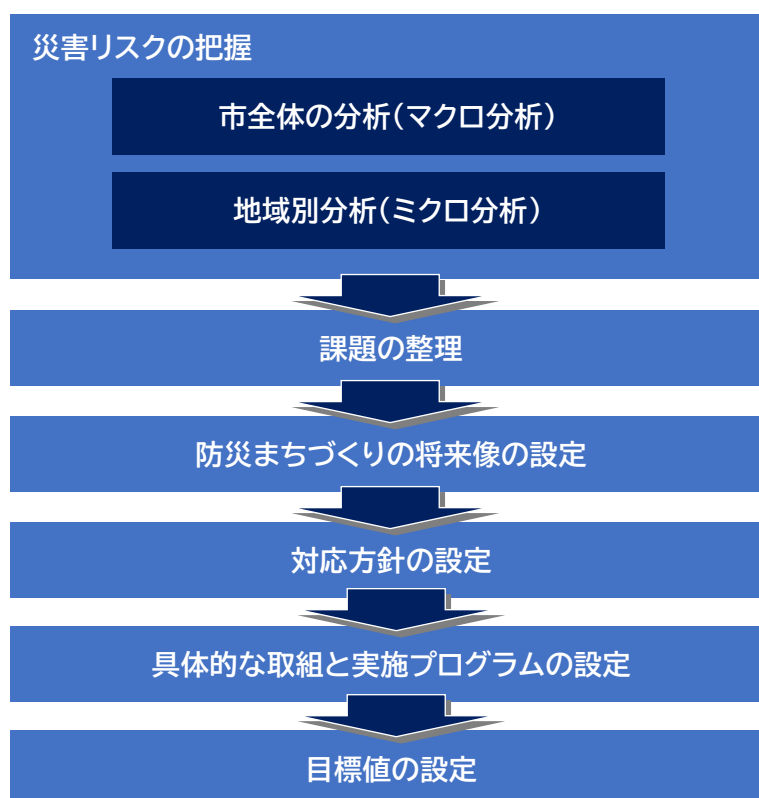 災害リスクの把握
市全体の分析(マクロ分析)
地域別分析(ミクロ分析)
課題の整理
防災まちづくりの将来像の設定
対応方針の設定
具体的な取組と実施プログラムの設定
目標値の設定